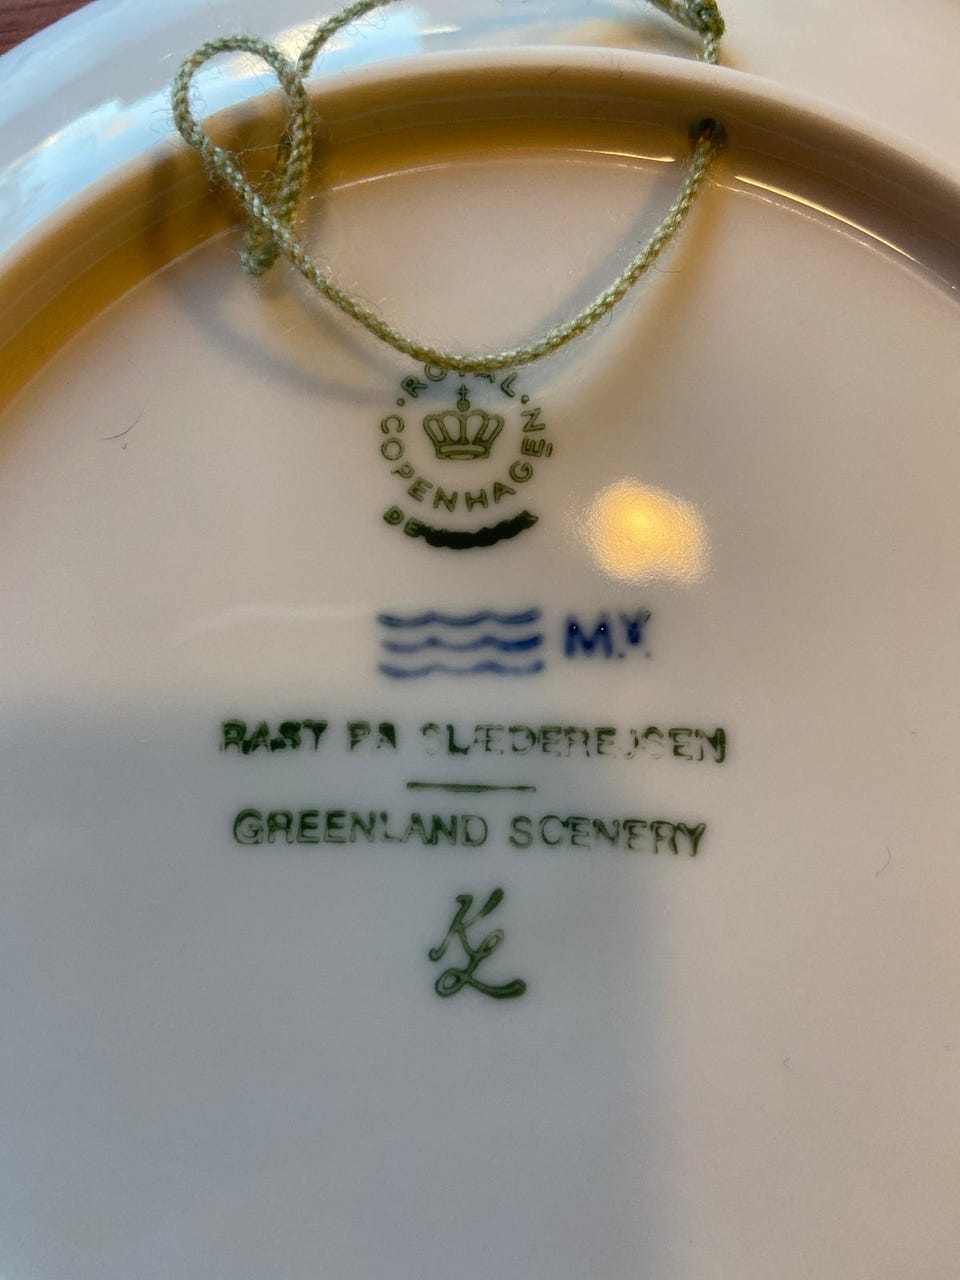 ROYAL
COPENHAGEN
M.Y.
RAST PÅ SLÆDEREJSEN
GREENLAND SCENERY
KL